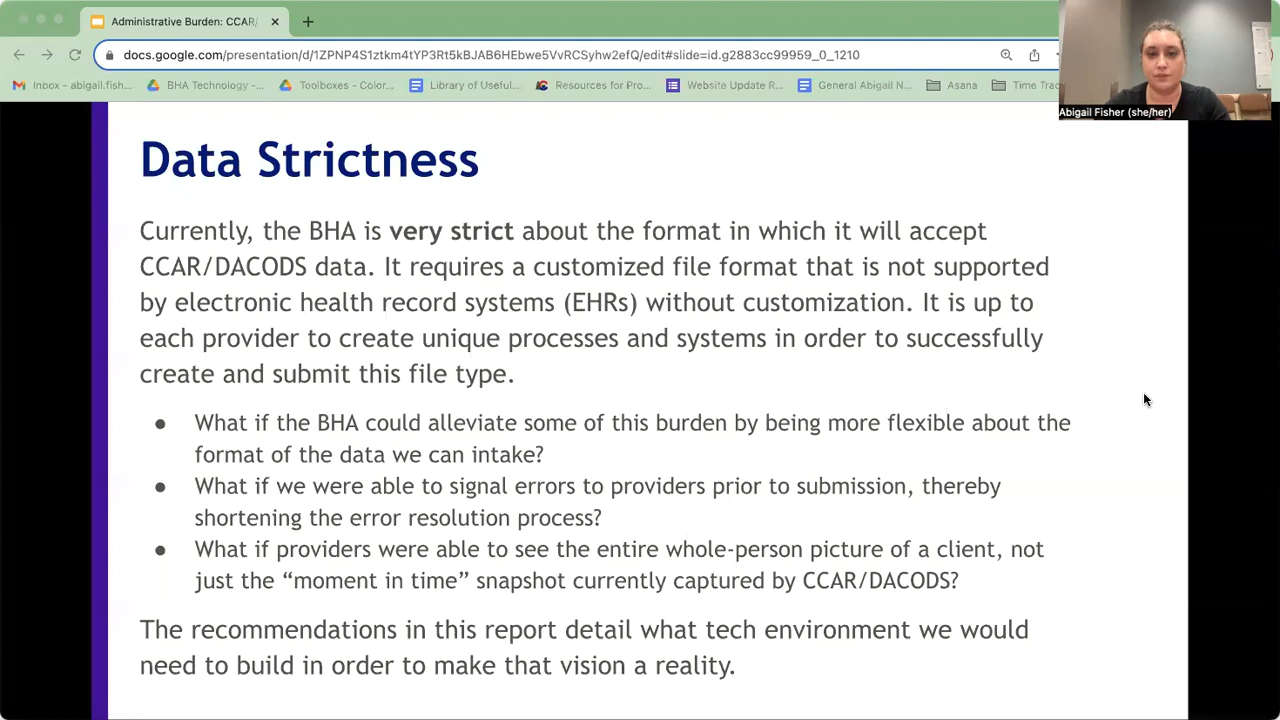 Administrative Burden: CCAR/
docs.google.com/presentation/d/1ZPNP4S1ztkm4tYP3Rt5kBJAB6HEbwe5VvRCSyhw2efQ/edit#slide=id.g2883cc99959_0_1210
Inbox - abigail.fish... BHA Technology -... Toolboxes - Color... Library of Useful... Resources for Pro... Website Update R... General Abigail N... Asana Time Trac
Abigail Fisher (she/her)
Data Strictness
Currently, the BHA is very strict about the format in which it will accept
CCAR/DACODS data. It requires a customized file format that is not supported
by electronic health record systems (EHRs) without customization. It is up to
each provider to create unique processes and systems in order to successfully
create and submit this file type.
● What if the BHA could alleviate some of this burden by being more flexible about the
format of the data we can intake?
● What if we were able to signal errors to providers prior to submission, thereby
shortening the error resolution process?
● What if providers were able to see the entire whole-person picture of a client, not
just the “moment in time” snapshot currently captured by CCAR/DACODS?
The recommendations in this report detail what tech environment we would
need to build in order to make that vision a reality.